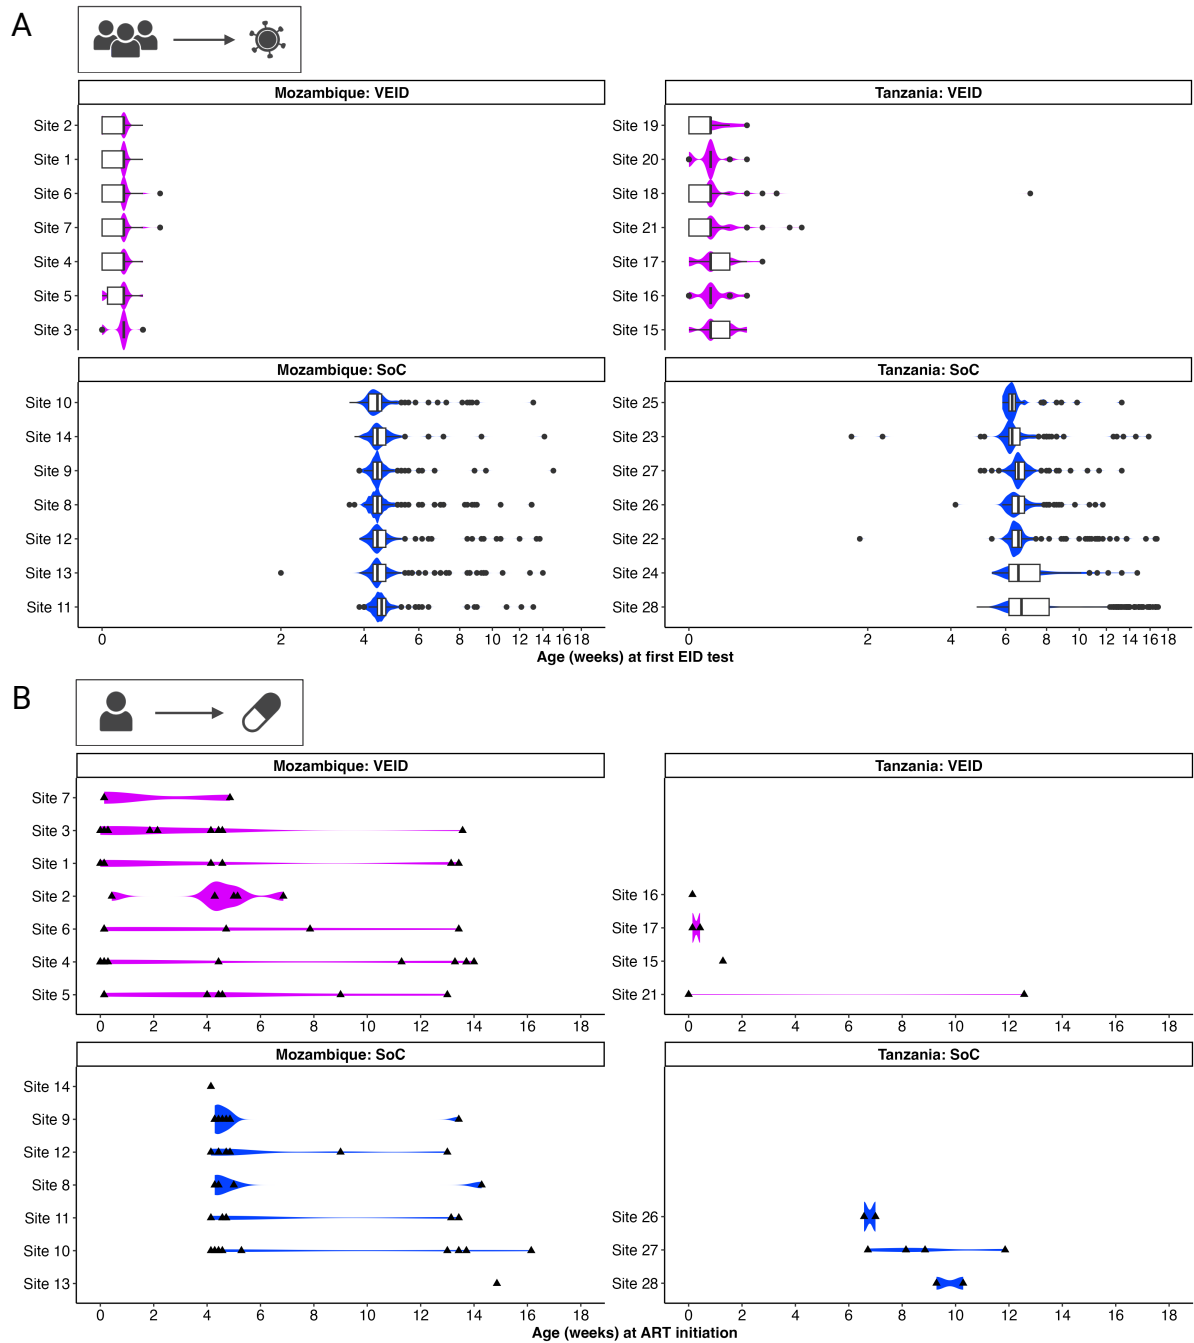 A
Mozambique: VEID
Tanzania: VEID
Site 2
Site 1
Site 6
Site 7
Site 4
Site 5
Site 3
Site 19
Site 20
Site 18
Site 21
Site 17
Site 16
Site 15
Mozambique: SoC
Tanzania: SoC
Site 10
Site 14
Site 9
Site 8
Site 12
Site 13
Site 11
Site 25
Site 23
Site 27
Site 26
Site 22
Site 24
Site 28
0 2 4 6 8 10 12 14 16 18
0 2 4 6 8 10 12 14 16 18
Age (weeks) at first EID test
B
Mozambique: VEID
Tanzania: VEID
Site 7
Site 3
Site 1
Site 2
Site 6
Site 4
Site 5
Site 16
Site 17
Site 15
Site 21
0 2 4 6 8 10 12 14 16 18
0 2 4 6 8 10 12 14 16 18
Mozambique: SoC
Tanzania: SoC
Site 14
Site 9
Site 12
Site 8
Site 11
Site 10
Site 13
Site 26
Site 27
Site 28
0 2 4 6 8 10 12 14 16 18
0 2 4 6 8 10 12 14 16 18
Age (weeks) at ART initiation